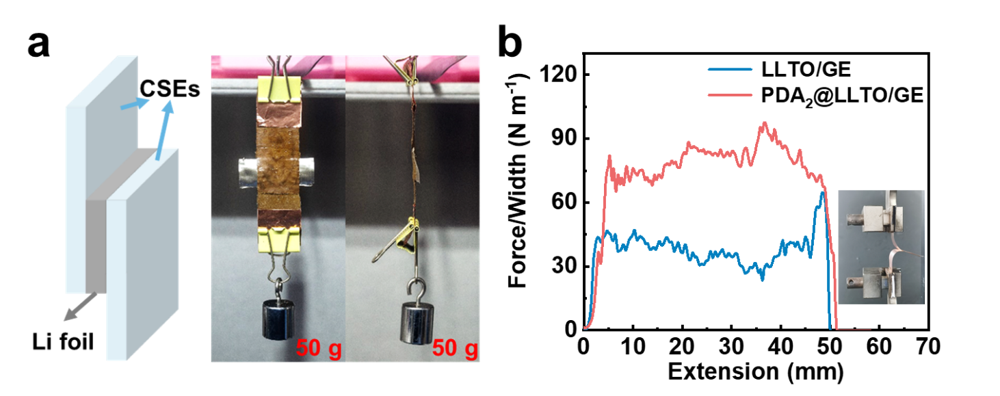 a
CSEs
Li foil
50 g
50 g
b
Force/Width (N m⁻¹)
120
90
60
30
0
LLTO/GE
PDA₂@LLTO/GE
0 10 20 30 40 50 60 70
Extension (mm)